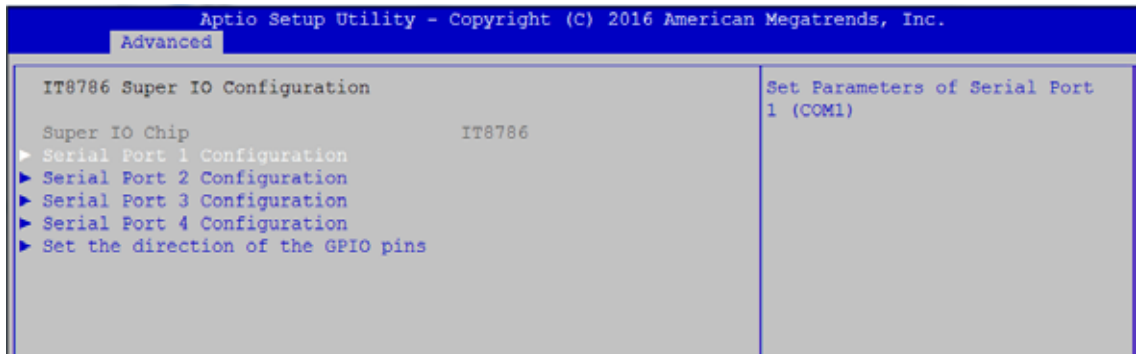 Aptio Setup Utility - Copyright (C) 2016 American Megatrends, Inc.
Advanced
IT8786 Super IO Configuration
Super IO Chip IT8786
► Serial Port 1 Configuration
► Serial Port 2 Configuration
► Serial Port 3 Configuration
► Serial Port 4 Configuration
► Set the direction of the GPIO pins
Set Parameters of Serial Port
1 (COM1)